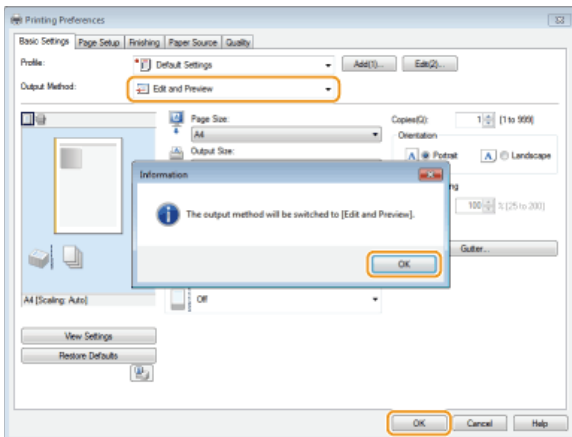 Printing Preferences
Basic Settings Page Setup Finishing Paper Source Quality
Profile: Default Settings Add(1)... Edit(2)...
Output Method: Edit and Preview
Page Size:
A4
Output Size:
Copies(Q): 1 [1 to 999]
Orientation
A Portrait A Landscape
Information
The output method will be switched to [Edit and Preview].
OK
ng
100 % [25 to 200]
Gutter...
A4 [Scaling: Auto]
Off
View Settings
Restore Defaults
OK Cancel Help